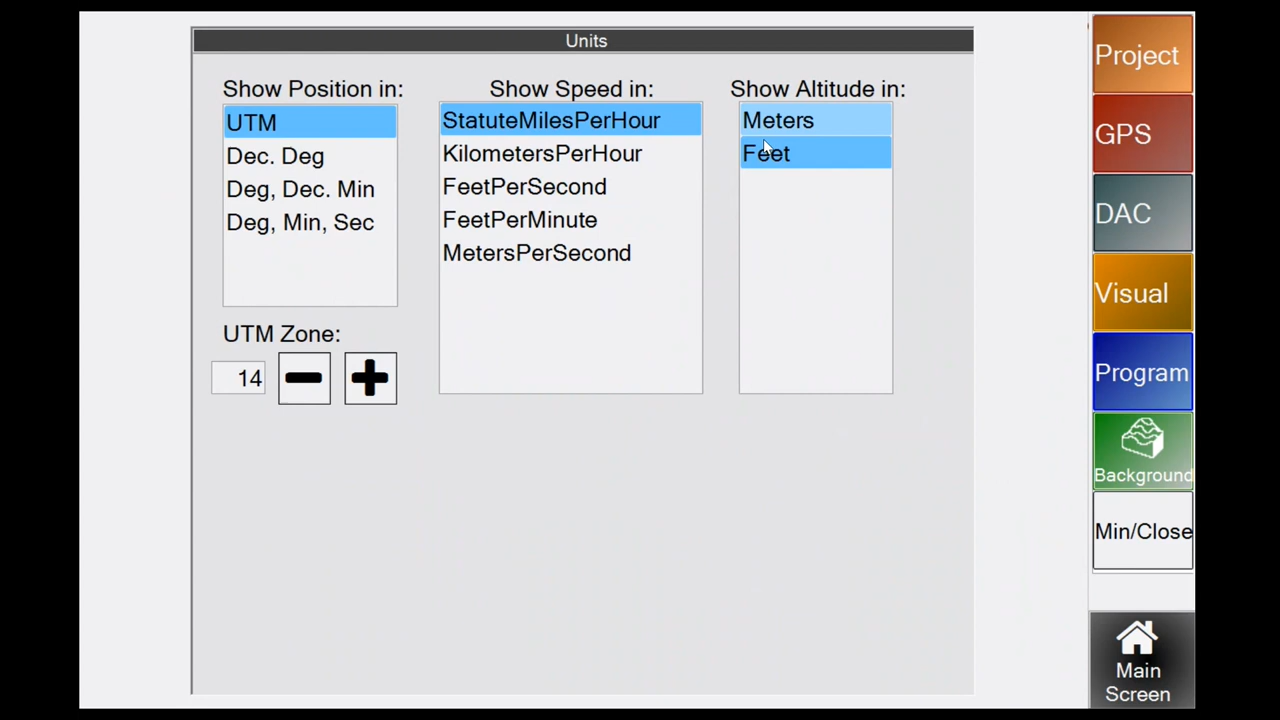 Units
Show Position in:
UTM
Dec. Deg
Deg, Dec. Min
Deg, Min, Sec
UTM Zone:
14
Show Speed in:
StatuteMilesPerHour
KilometersPerHour
FeetPerSecond
FeetPerMinute
MetersPerSecond
Show Altitude in:
Meters
Feet
Project
GPS
DAC
Visual
Program
Background
Min/Close
Main
Screen